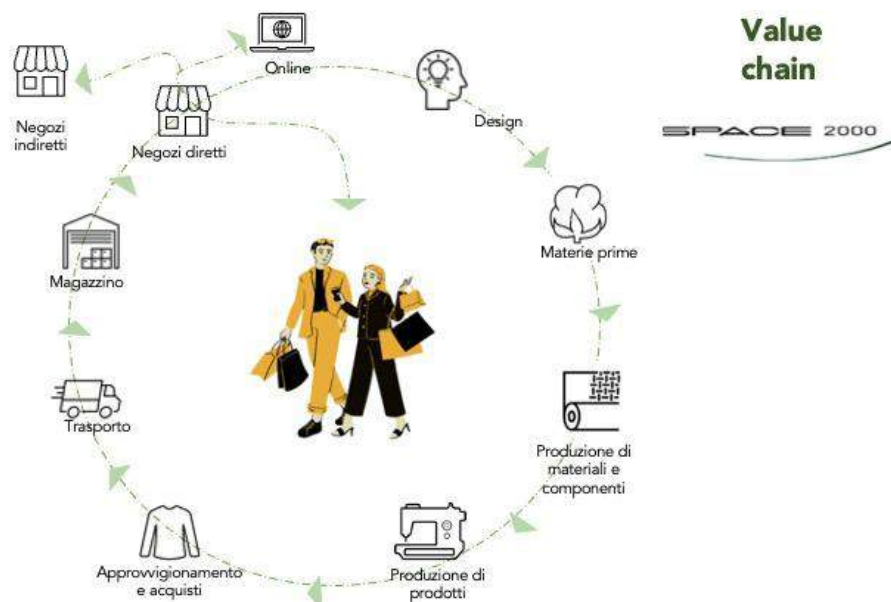 Value
chain
SPACE 2000
Online
Negozi
indiretti
Negozi diretti
Design
Materie prime
Magazzino
Trasporto
Produzione di
materiali e
componenti
Approvvigionamento
e acquisti
Produzione di
prodotti